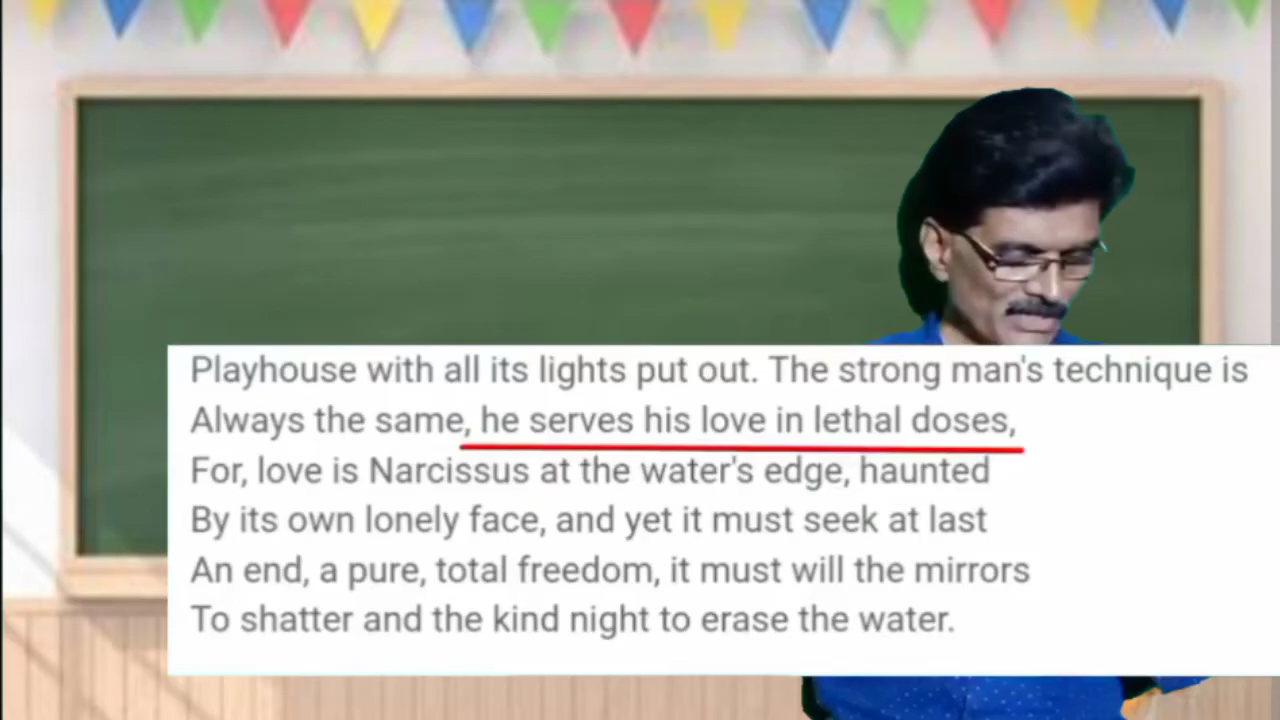 Playhouse with all its lights put out. The strong man's technique is
Always the same, he serves his love in lethal doses,
For, love is Narcissus at the water's edge, haunted
By its own lonely face, and yet it must seek at last
An end, a pure, total freedom, it must will the mirrors
To shatter and the kind night to erase the water.